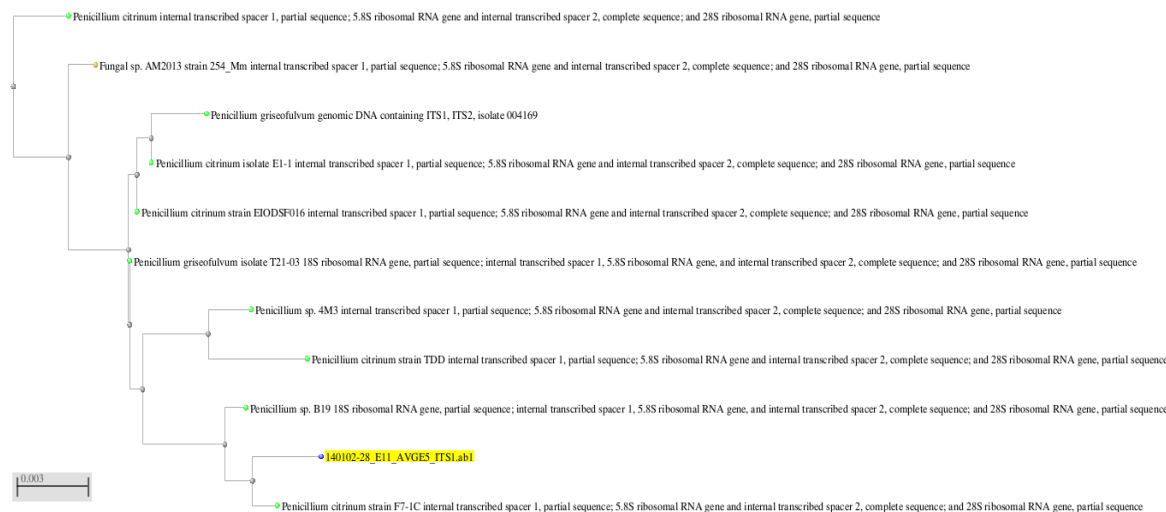 Penicillium citrinum internal transcribed spacer 1, partial sequence; 5.8S ribosomal RNA gene and internal transcribed spacer 2, complete sequence; and 28S ribosomal RNA gene, partial sequence
Fungal sp. AM2013 strain 254_Mm internal transcribed spacer 1, partial sequence; 5.8S ribosomal RNA gene and internal transcribed spacer 2, complete sequence; and 28S ribosomal RNA gene, partial sequence
Penicillium griseofulvum genomic DNA containing ITS1, ITS2, isolate 004169
Penicillium citrinum isolate E1-1 internal transcribed spacer 1, partial sequence; 5.8S ribosomal RNA gene and internal transcribed spacer 2, complete sequence; and 28S ribosomal RNA gene, partial sequence
Penicillium citrinum strain EIODSF016 internal transcribed spacer 1, partial sequence; 5.8S ribosomal RNA gene and internal transcribed spacer 2, complete sequence; and 28S ribosomal RNA gene, partial sequence
Penicillium griseofulvum isolate T21-03 18S ribosomal RNA gene, partial sequence; internal transcribed spacer 1, 5.8S ribosomal RNA gene, and internal transcribed spacer 2, complete sequence; and 28S ribosomal RNA gene, partial sequence
Penicillium sp. 4M3 internal transcribed spacer 1, partial sequence; 5.8S ribosomal RNA gene and internal transcribed spacer 2, complete sequence; and 28S ribosomal RNA gene, partial sequence
Penicillium citrinum strain TDD internal transcribed spacer 1, partial sequence; 5.8S ribosomal RNA gene and internal transcribed spacer 2, complete sequence; and 28S ribosomal RNA gene, partial sequence
Penicillium sp. B19 18S ribosomal RNA gene, partial sequence; internal transcribed spacer 1, 5.8S ribosomal RNA gene, and internal transcribed spacer 2, complete sequence; and 28S ribosomal RNA gene, partial sequence
140102-28_E11_AVGE5_ITS1.ab1
0.003
Penicillium citrinum strain F7-1C internal transcribed spacer 1, partial sequence; 5.8S ribosomal RNA gene and internal transcribed spacer 2, complete sequence; and 28S ribosomal RNA gene, partial sequence